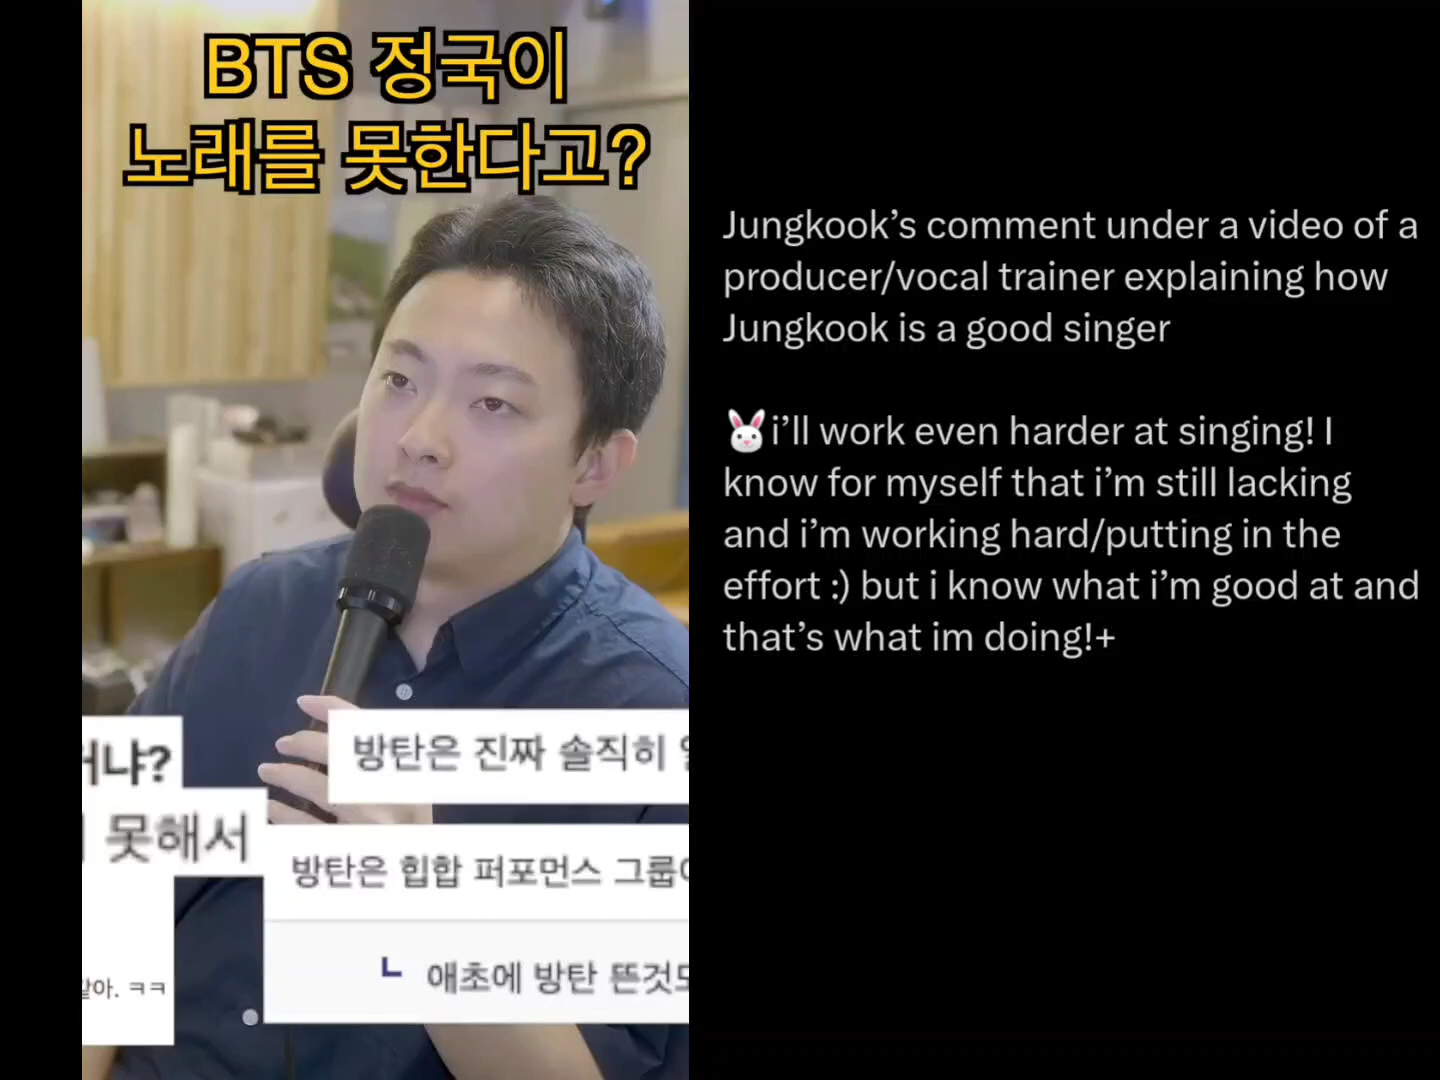 BTS 정국이
노래를 못한다고?
방탄은 진짜 솔직히
못해서
방탄은 힙합 퍼포먼스
애초에 방탄
ㅋㅋ
Jungkook’s comment under a video of a
producer/vocal trainer explaining how
Jungkook is a good singer
🐰i’ll work even harder at singing! I
know for myself that i’m still lacking
and i’m working hard/putting in the
effort :) but i know what i’m good at and
that’s what im doing!+